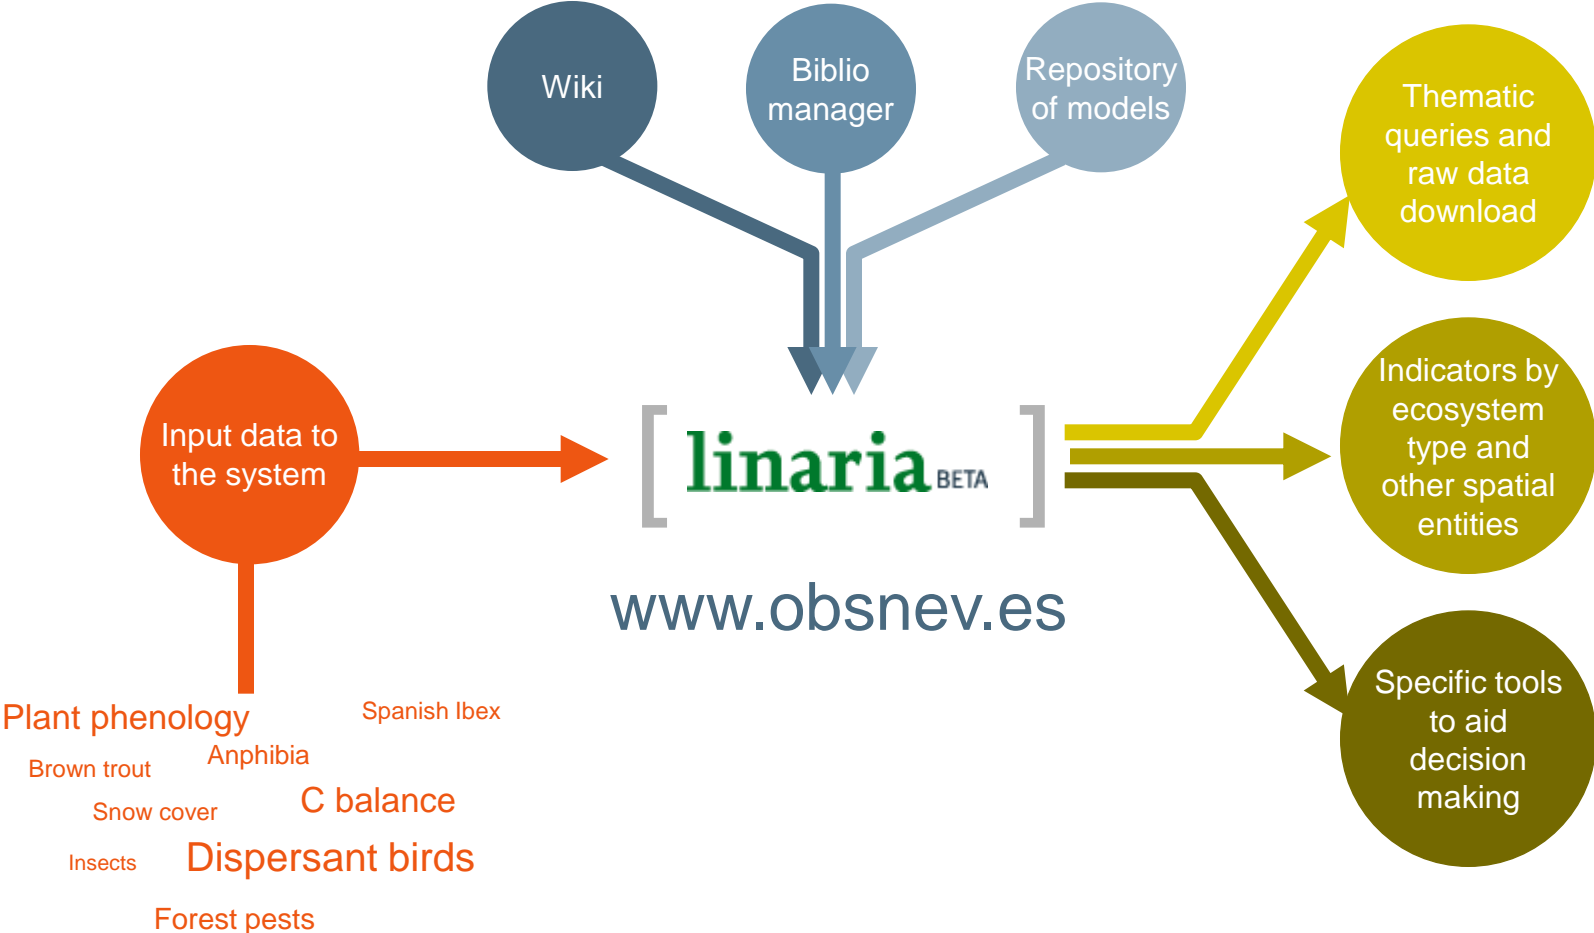 Wiki
Biblio
manager
Repository
of models
Thematic
queries and
raw data
download
Input data to
the system
[ linaria BETA ]
www.obsnev.es
Indicators by
ecosystem
type and
other spatial
entities
Specific tools
to aid
decision
making
Plant phenology
Spanish Ibex
Anphibia
Brown trout
C balance
Snow cover
Insects
Dispersant birds
Forest pests